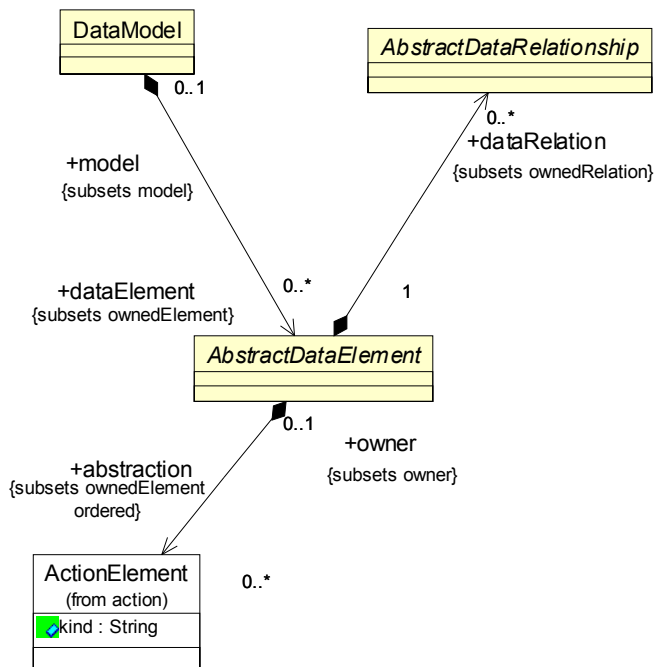 DataModel
AbstractDataRelationship
0..1
0..*
+model
{subsets model}
+dataRelation
{subsets ownedRelation}
+dataElement
{subsets ownedElement}
0..*
1
AbstractDataElement
0..1
+owner
{subsets owner}
+abstraction
{subsets ownedElement
ordered}
ActionElement
(from action)
0..*
kind : String